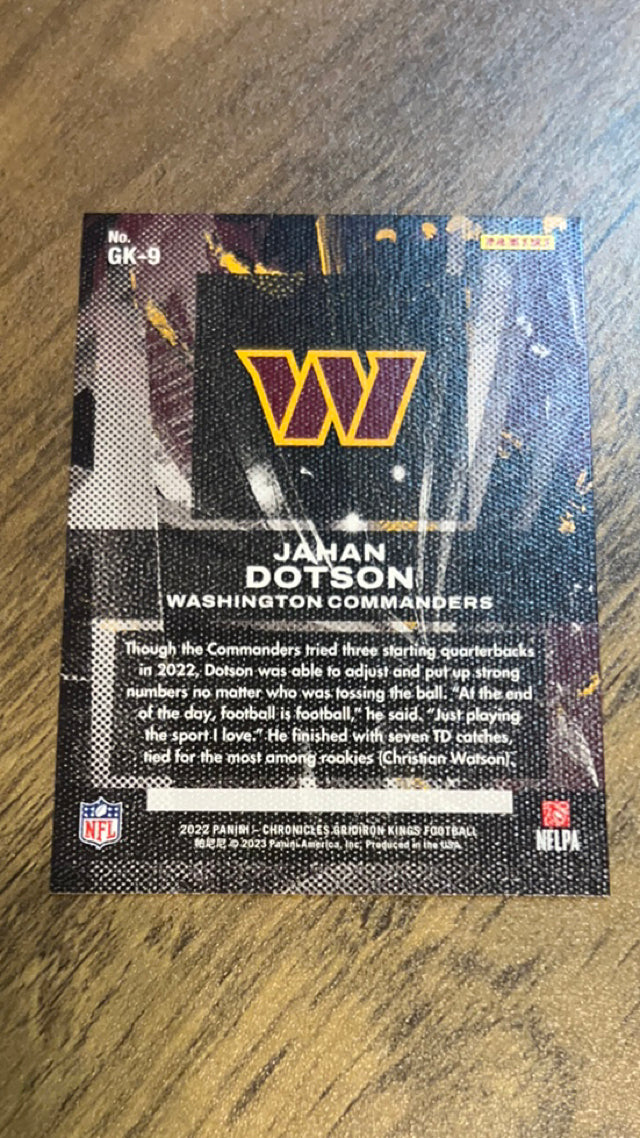 No.
GK-9
PANINI
W
JAHAN
DOTSON
WASHINGTON COMMANDERS
Though the Commanders tried three starting quarterbacks
in 2022, Dotson was able to adjust and put up strong
numbers no matter who was tossing the ball. “At the end
of the day, football is football,” he said. “Just playing
the sport I love.” He finished with seven TD catches,
tied for the most among rookies (Christian Watson).
NFL
2022 PANINI – CHRONICLES GRIDIRON KINGS FOOTBALL
帕尼尼 © 2023 Panini America, Inc. Produced in the USA.
NFLPA